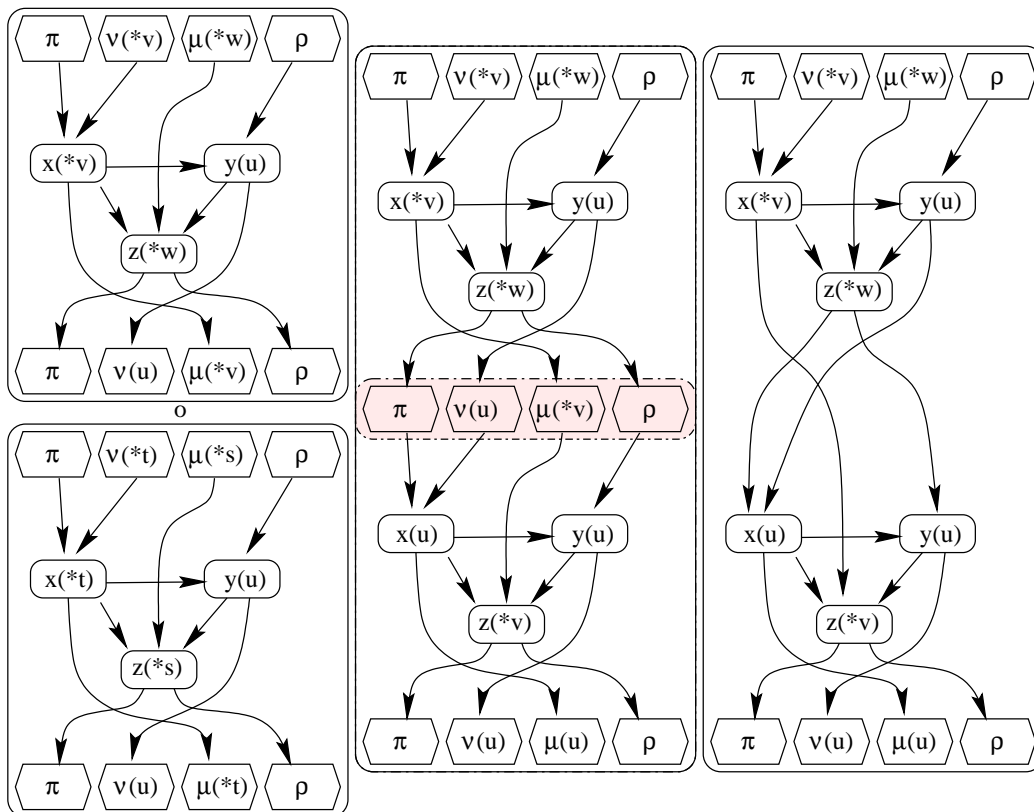 π ν(*v) μ(*w) ρ
x(*v) y(u)
z(*w)
π ν(u) μ(*v) ρ
o
π ν(*t) μ(*s) ρ
x(*t) y(u)
z(*s)
π ν(u) μ(*t) ρ
π ν(*v) μ(*w) ρ
x(*v) y(u)
z(*w)
π ν(u) μ(*v) ρ
x(u) y(u)
z(*v)
π ν(u) μ(u) ρ
π ν(*v) μ(*w) ρ
x(*v) y(u)
z(*w)
x(u) y(u)
z(*v)
π ν(u) μ(u) ρ